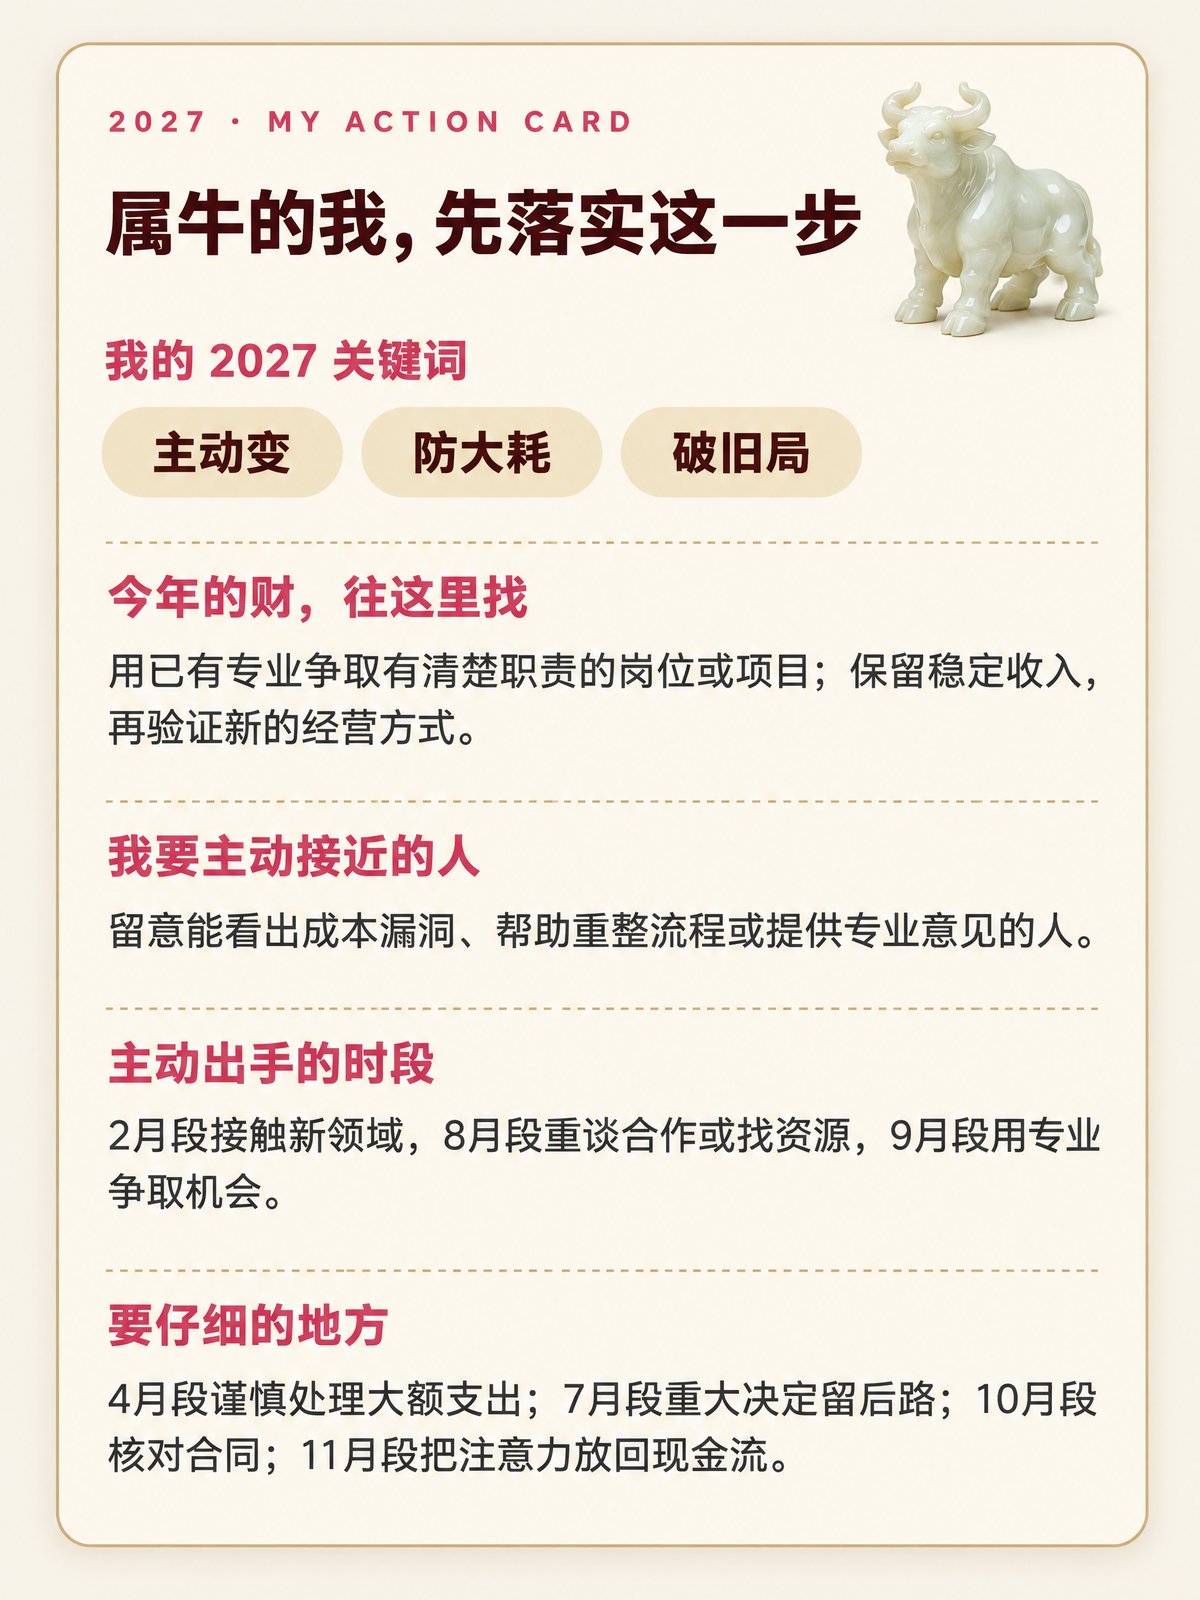 2027 · MY ACTION CARD
属牛的我，先落实这一步
我的 2027 关键词
主动变
防大耗
破旧局
今年的财，往这里找
用已有专业争取有清楚职责的岗位或项目；保留稳定收入，
再验证新的经营方式。
我要主动接近的人
留意能看出成本漏洞、帮助重整流程或提供专业意见的人。
主动出手的时段
2月段接触新领域，8月段重谈合作或找资源，9月段用专业
争取机会。
要仔细的地方
4月段谨慎处理大额支出；7月段重大决定留后路；10月段
核对合同；11月段把注意力放回现金流。